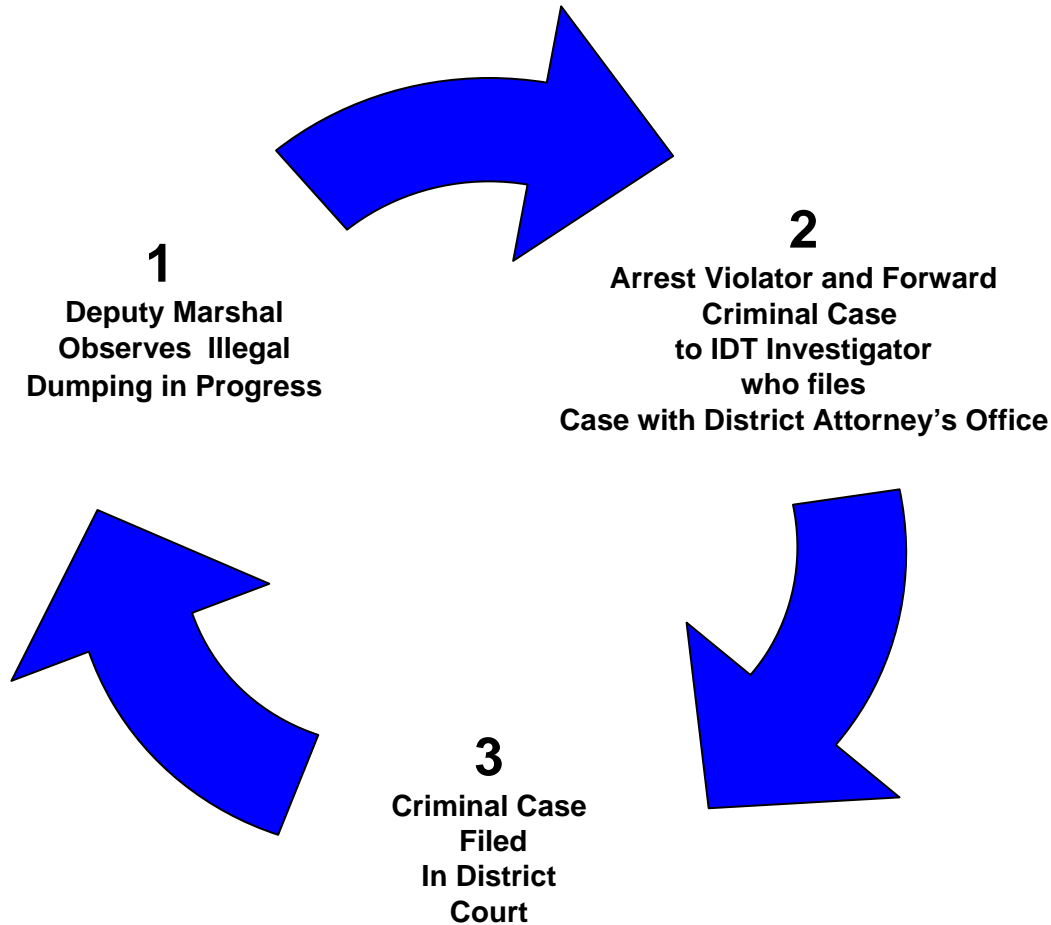 1
Deputy Marshal
Observes Illegal
Dumping in Progress
2
Arrest Violator and Forward
Criminal Case
to IDT Investigator
who files
Case with District Attorney's Office
3
Criminal Case
Filed
In District
Court